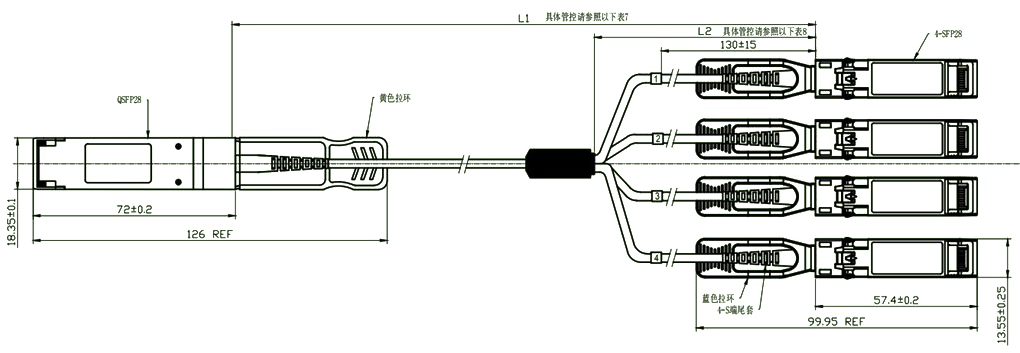 L1 具体管控请参照以下表7
L2 具体管控请参照以下表8
130±15
4-SFP28
QSFP28
黄色拉环
1
2
3
4
18.35±0.1
72±0.2
126 REF
蓝色拉环
4-S端尾套
57.4±0.2
99.95 REF
13.55±0.25